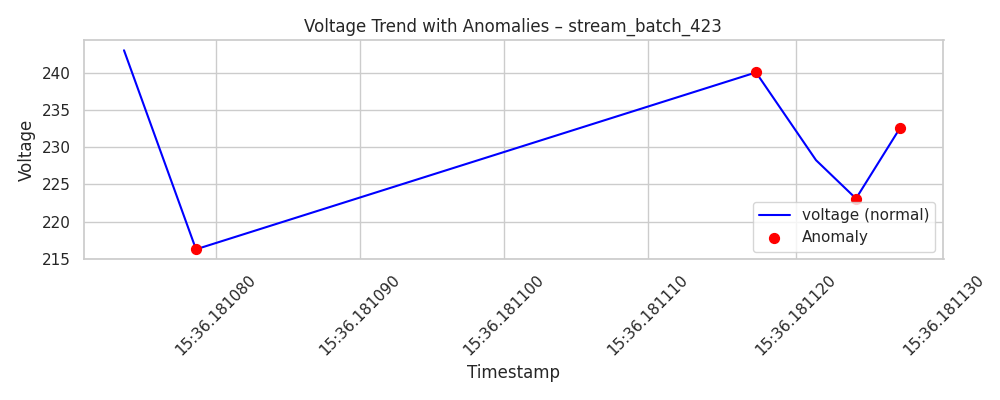 Voltage Trend with Anomalies – stream_batch_423
Voltage
240
235
230
225
220
215
voltage (normal)
Anomaly
15:36.181080
15:36.181090
15:36.181100
15:36.181110
15:36.181120
15:36.181130
Timestamp